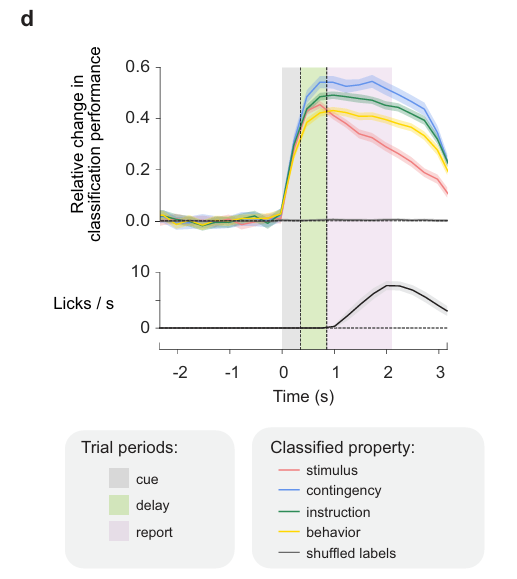 d
Relative change in
classification performance
0.6
0.4
0.2
0.0
Licks / s
10
0
-2 -1 0 1 2 3
Time (s)
Trial periods:
cue
delay
report
Classified property:
stimulus
contingency
instruction
behavior
shuffled labels